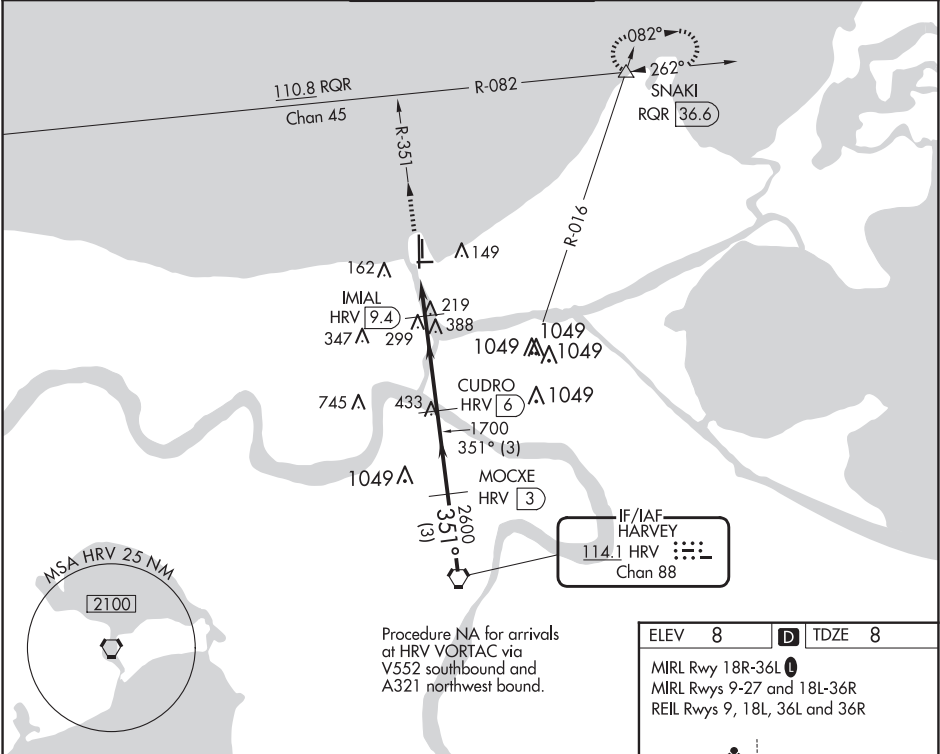 082°
262°
SNAKI
RQR 36.6
110.8 RQR
Chan 45
R-082
R-351
R-016
149
162
IMIAL
HRV 9.4
219
388
347
299
1049
1049
1049
CUDRO
HRV 6
1049
745
433
1700
351° (3)
1049
MOCXE
HRV 3
2600
351°
(3)
IF/IAF
HARVEY
114.1 HRV
Chan 88
MSA HRV 25 NM
2100
Procedure NA for arrivals
at HRV VORTAC via
V552 southbound and
A321 northwest bound.
ELEV 8 D TDZE 8
MIRL Rwy 18R-36L L
MIRL Rwys 9-27 and 18L-36R
REIL Rwys 9, 18L, 36L and 36R